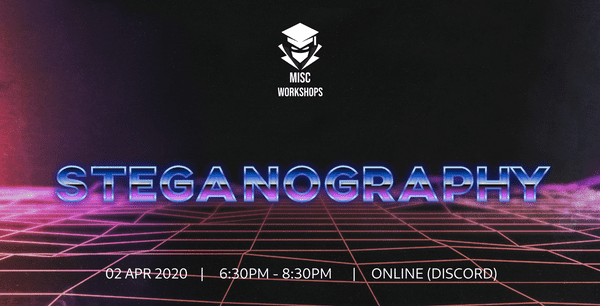 MISC
WORKSHOPS
STEGANOGRAPHY
02 APR 2020 | 6:30PM - 8:30PM | ONLINE (DISCORD)